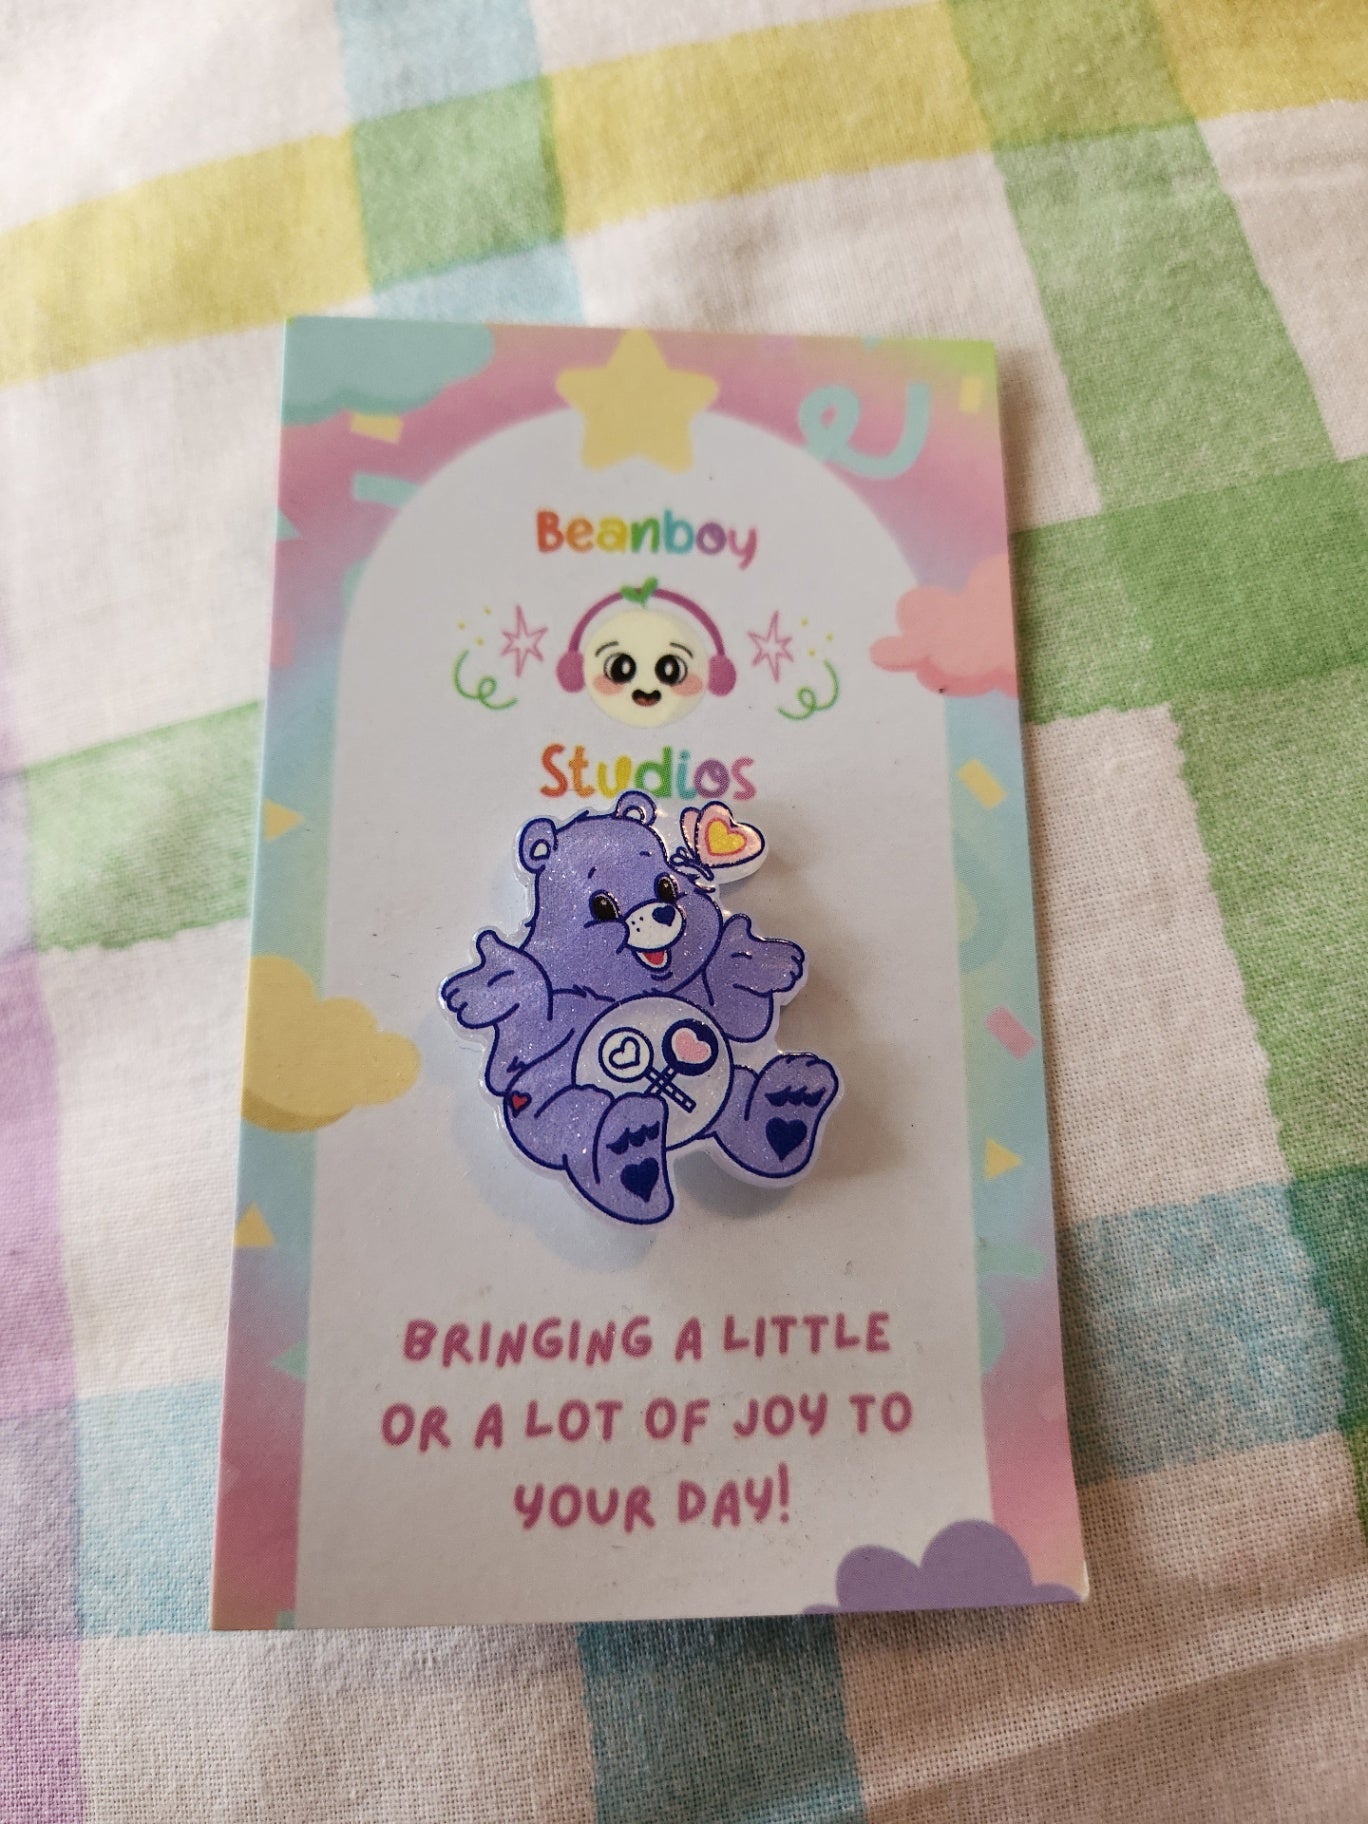 Beanboy
Studios
BRINGING A LITTLE
OR A LOT OF JOY TO
YOUR DAY!